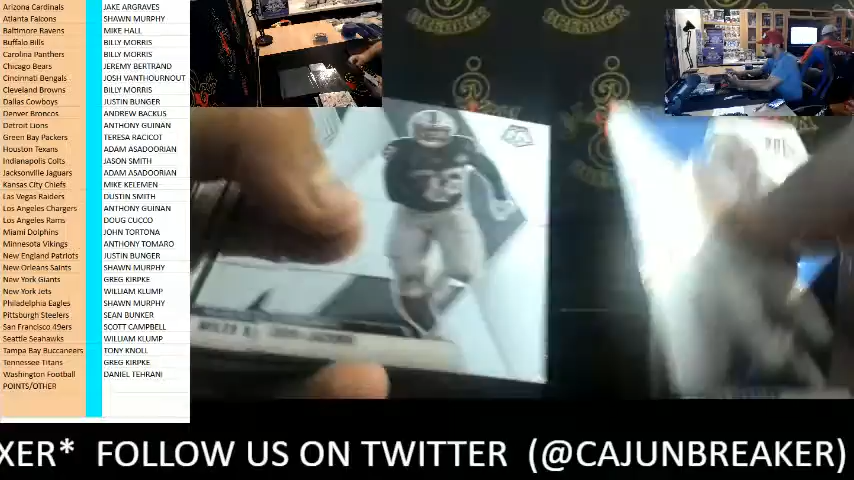 Arizona Cardinals JAKE ARGRAVES
Atlanta Falcons SHAWN MURPHY
Baltimore Ravens MIKE HALL
Buffalo Bills BILLY MORRIS
Carolina Panthers BILLY MORRIS
Chicago Bears JEREMY BERTRAND
Cincinnati Bengals JOSH VANTHOURNOUT
Cleveland Browns BILLY MORRIS
Dallas Cowboys JUSTIN BUNGER
Denver Broncos ANDREW BACKUS
Detroit Lions ANTHONY GUINAN
Green Bay Packers TERESA RACICOT
Houston Texans ADAM ASADOORIAN
Indianapolis Colts JASON SMITH
Jacksonville Jaguars ADAM ASADOORIAN
Kansas City Chiefs MIKE KELEMEN
Las Vegas Raiders DUSTIN SMITH
Los Angeles Chargers ANTHONY GUINAN
Los Angeles Rams DOUG CUCCO
Miami Dolphins JOHN TORTONA
Minnesota Vikings ANTHONY TOMARO
New England Patriots JUSTIN BUNGER
New Orleans Saints SHAWN MURPHY
New York Giants GREG KIRPKE
New York Jets WILLIAM KLUMP
Philadelphia Eagles SHAWN MURPHY
Pittsburgh Steelers SEAN BUNKER
San Francisco 49ers SCOTT CAMPBELL
Seattle Seahawks WILLIAM KLUMP
Tampa Bay Buccaneers TONY KNOLL
Tennessee Titans GREG KIRPKE
Washington Football DANIEL TEHRANI
POINTS/OTHER
XER* FOLLOW US ON TWITTER (@CAJUNBREAKER)